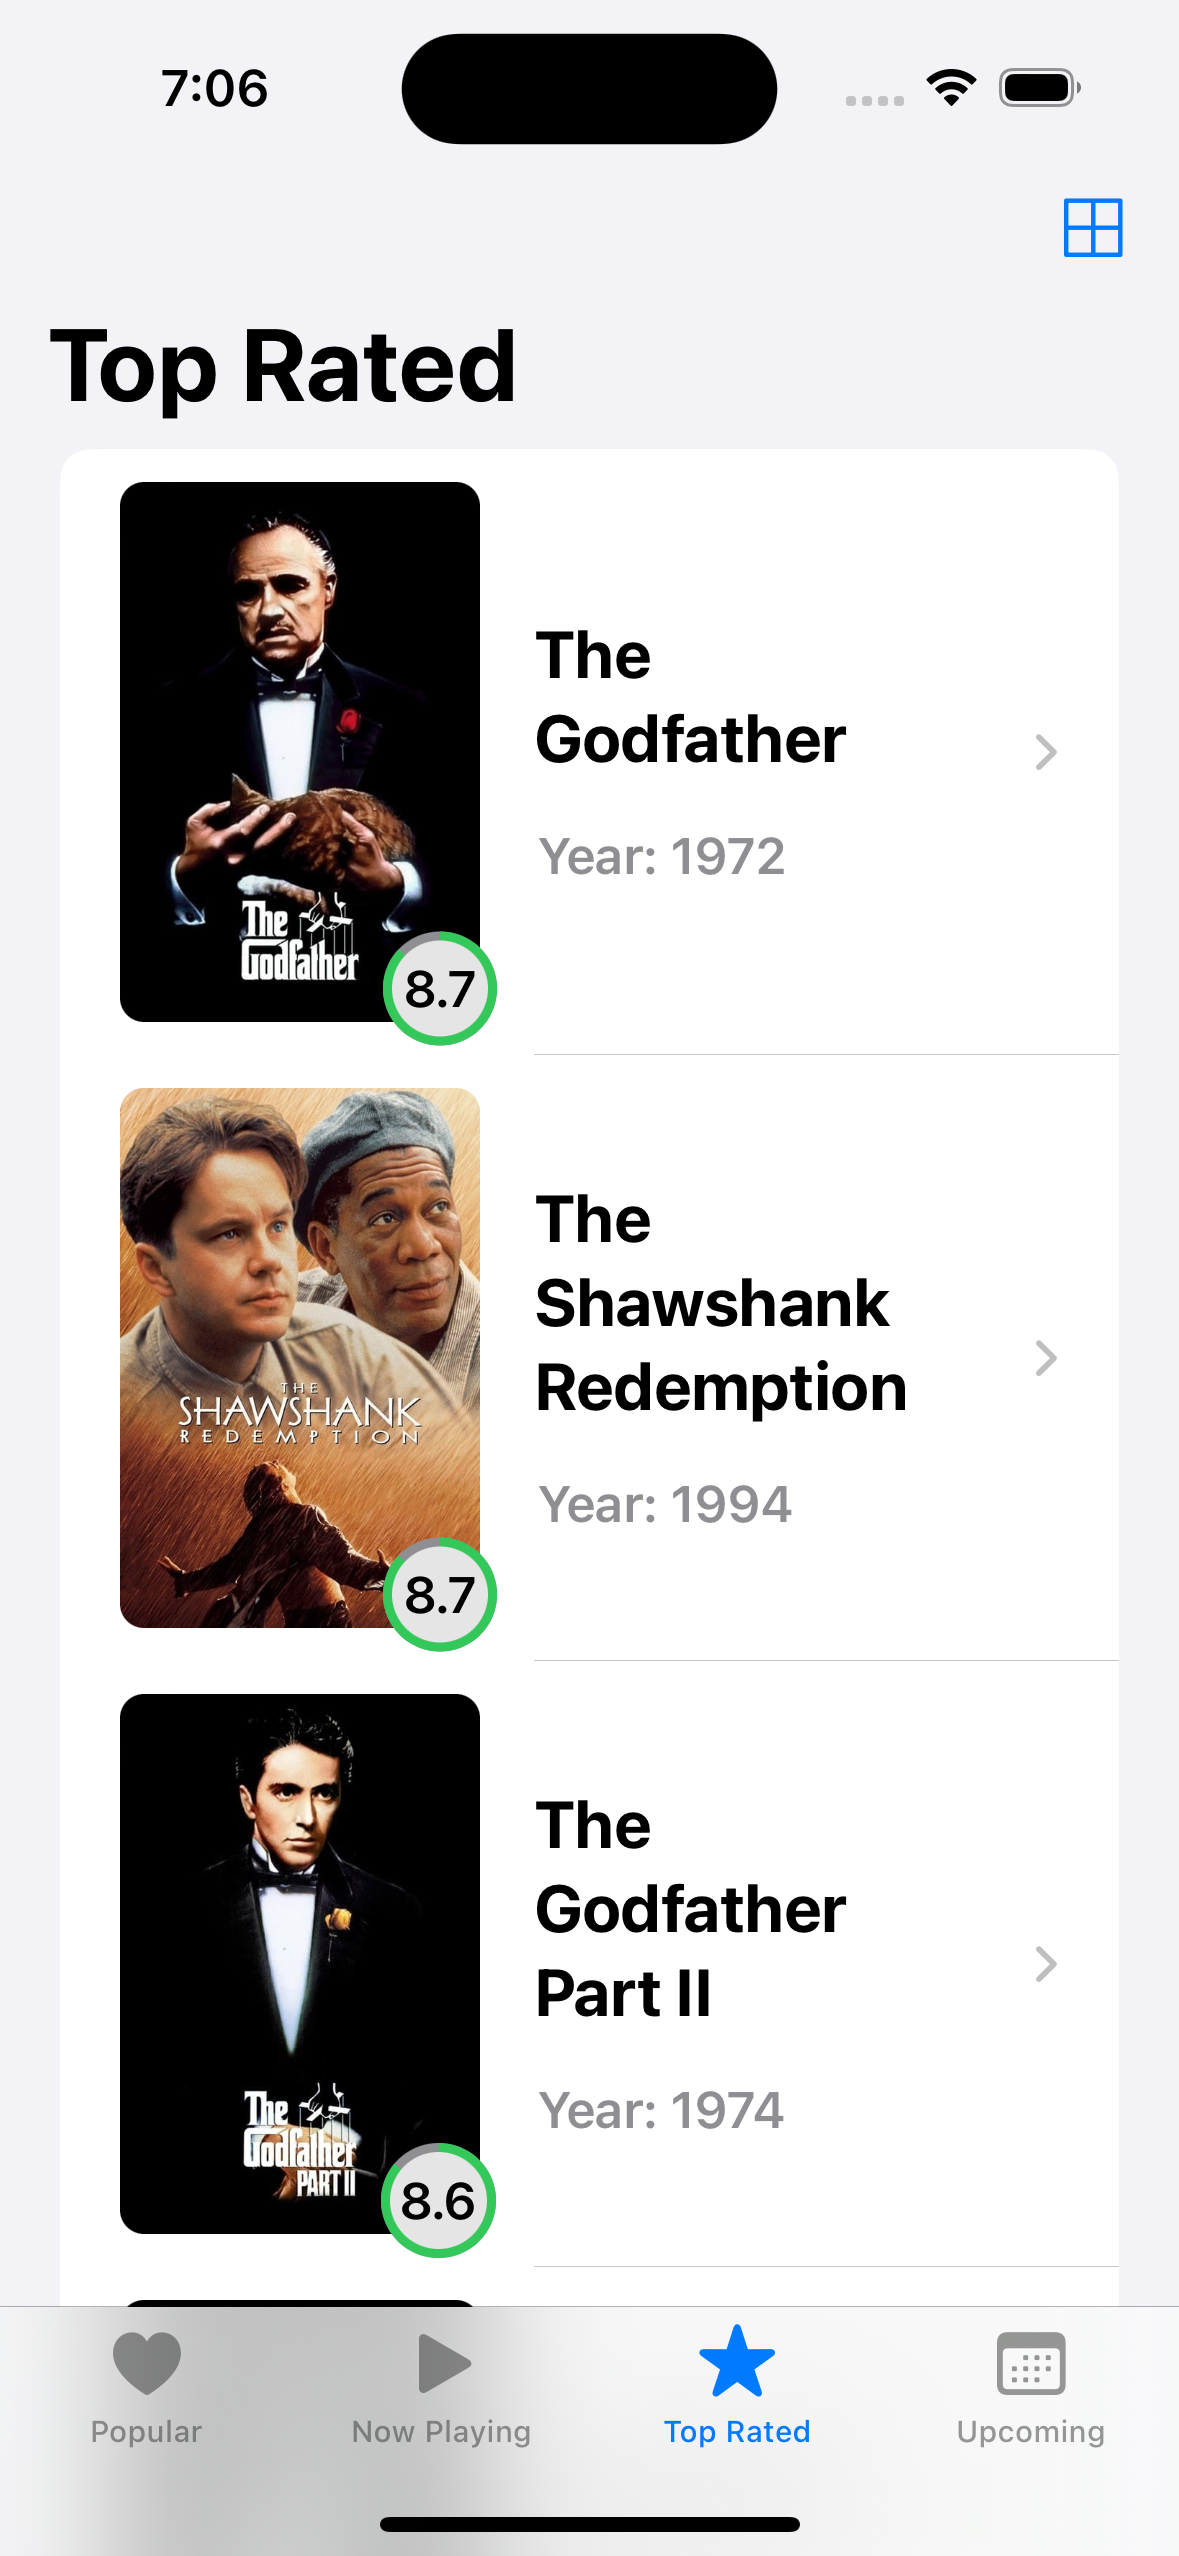 7:06
Top Rated
The
Godfather
8.7
The
Godfather
Year: 1972
THE
SHAWSHANK
REDEMPTION
8.7
The
Shawshank
Redemption
Year: 1994
The
Godfather
PART II
8.6
The
Godfather
Part II
Year: 1974
Popular
Now Playing
Top Rated
Upcoming